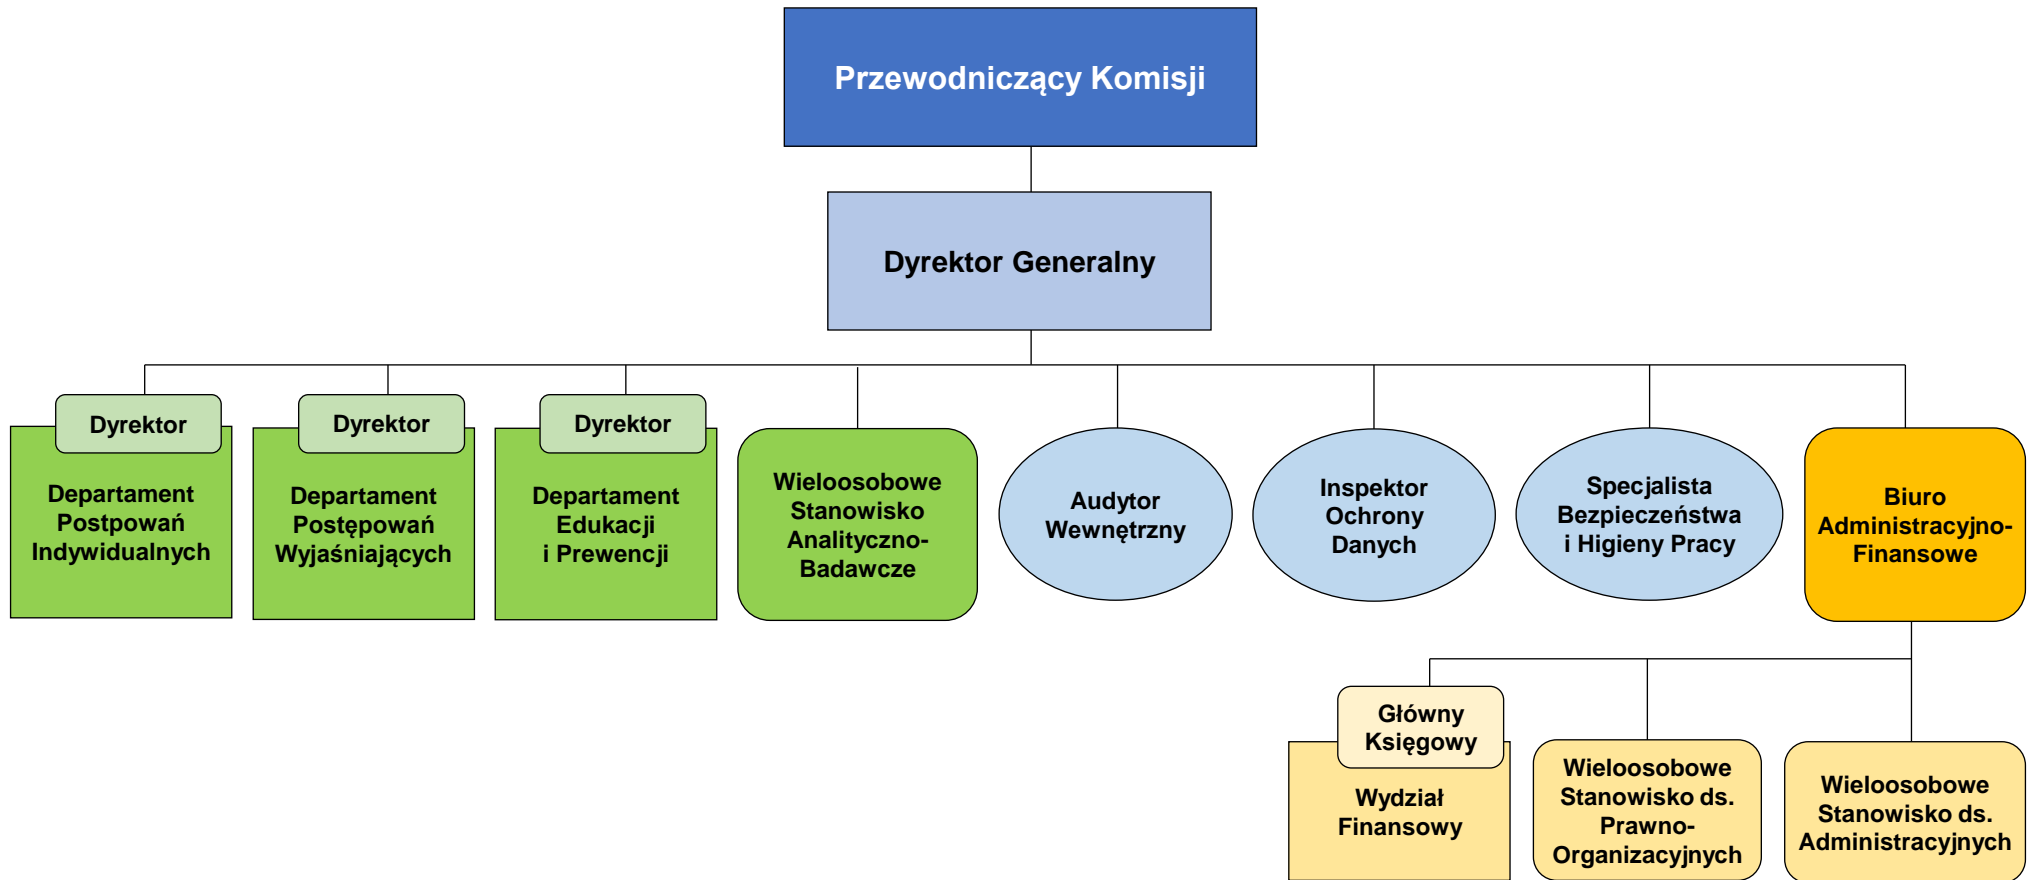 Przewodniczący Komisji
Dyrektor Generalny
Dyrektor
Departament
Postpowań
Indywidualnych
Dyrektor
Departament
Postępowań
Wyjaśniających
Dyrektor
Departament
Edukacji
i Prewencji
Wieloosobowe
Stanowisko
Analityczno-
Badawcze
Audytor
Wewnętrzny
Inspektor
Ochrony
Danych
Specjalista
Bezpieczeństwa
i Higieny Pracy
Biuro
Administracyjno-
Finansowe
Główny
Księgowy
Wydział
Finansowy
Wieloosobowe
Stanowisko ds.
Prawno-
Organizacyjnych
Wieloosobowe
Stanowisko ds.
Administracyjnych